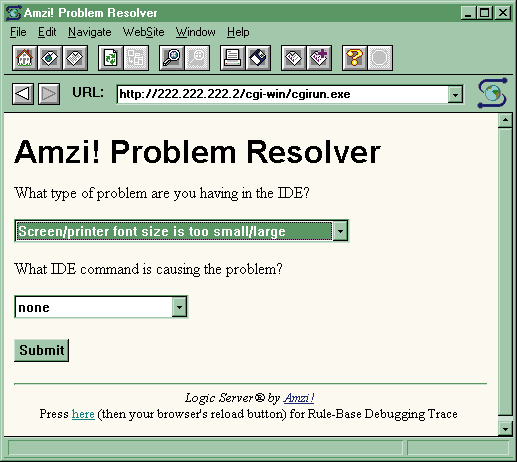 Amzi! Problem Resolver
File Edit Navigate WebSite Window Help
URL: http://222.222.222.2/cgi-win/cgirun.exe
Amzi! Problem Resolver
What type of problem are you having in the IDE?
Screen/printer font size is too small/large
What IDE command is causing the problem?
none
Submit
Logic Server® by Amzi!
Press here (then your browser's reload button) for Rule-Base Debugging Trace